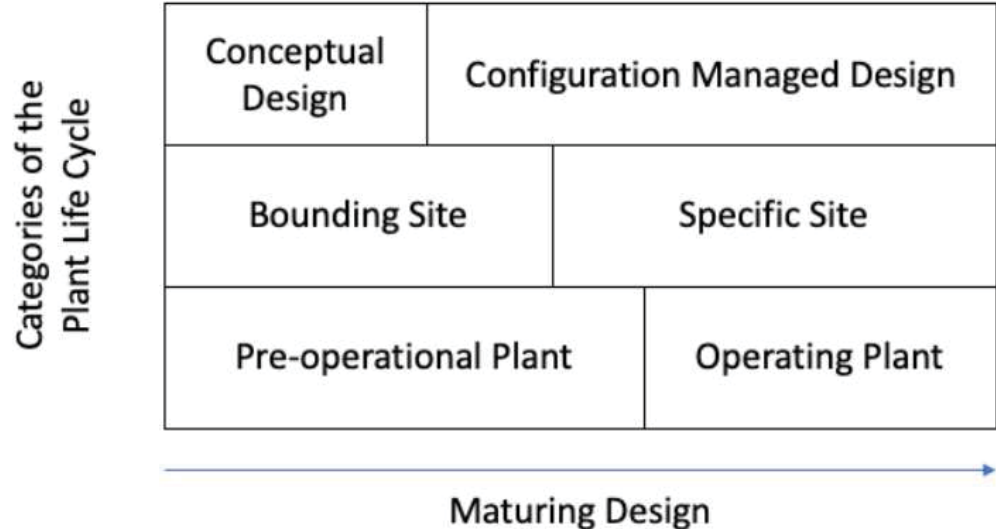 Categories of the
Plant Life Cycle
Conceptual
Design
Configuration Managed Design
Bounding Site
Specific Site
Pre-operational Plant
Operating Plant
Maturing Design